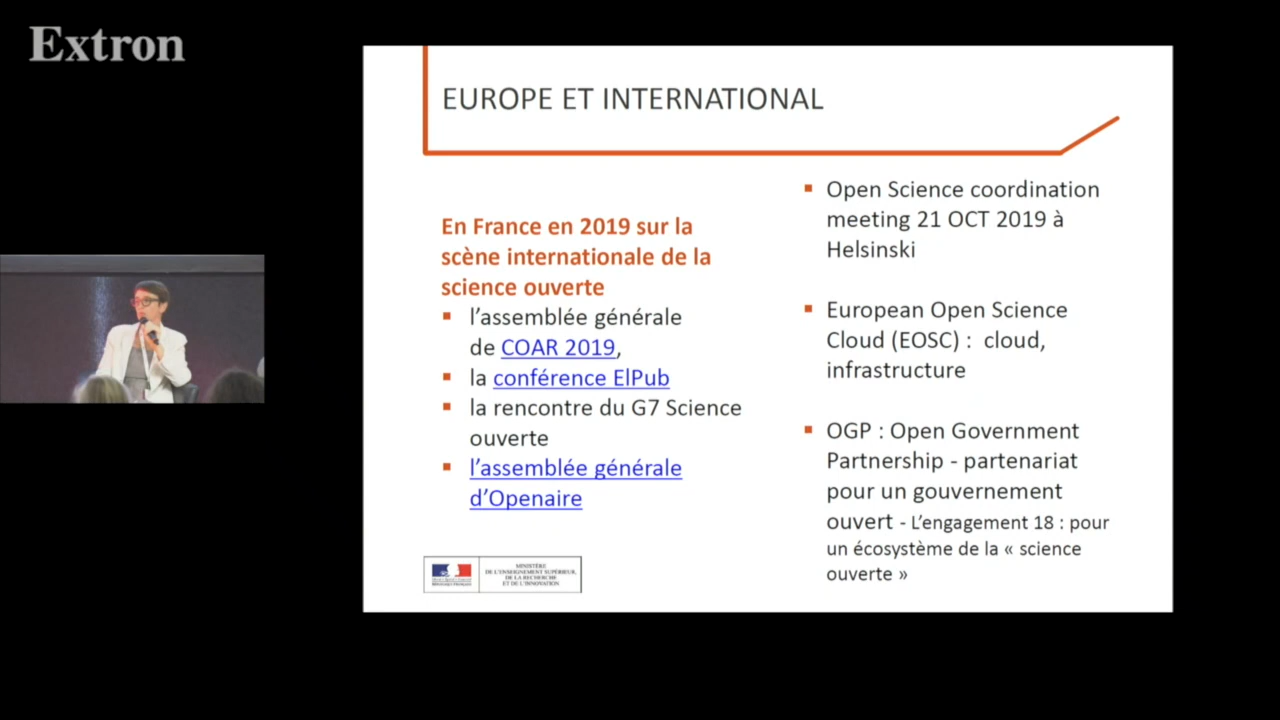 Extron
EUROPE ET INTERNATIONAL
En France en 2019 sur la
scène internationale de la
science ouverte
▪ l’assemblée générale
de COAR 2019,
▪ la conférence ElPub
▪ la rencontre du G7 Science
ouverte
▪ l’assemblée générale
d’Openaire
▪ Open Science coordination
meeting 21 OCT 2019 à
Helsinski
▪ European Open Science
Cloud (EOSC) : cloud,
infrastructure
▪ OGP : Open Government
Partnership - partenariat
pour un gouvernement
ouvert - L’engagement 18 : pour
un écosystème de la « science
ouverte »
MINISTÈRE
DE L’ENSEIGNEMENT SUPÉRIEUR,
DE LA RECHERCHE
ET DE L’INNOVATION